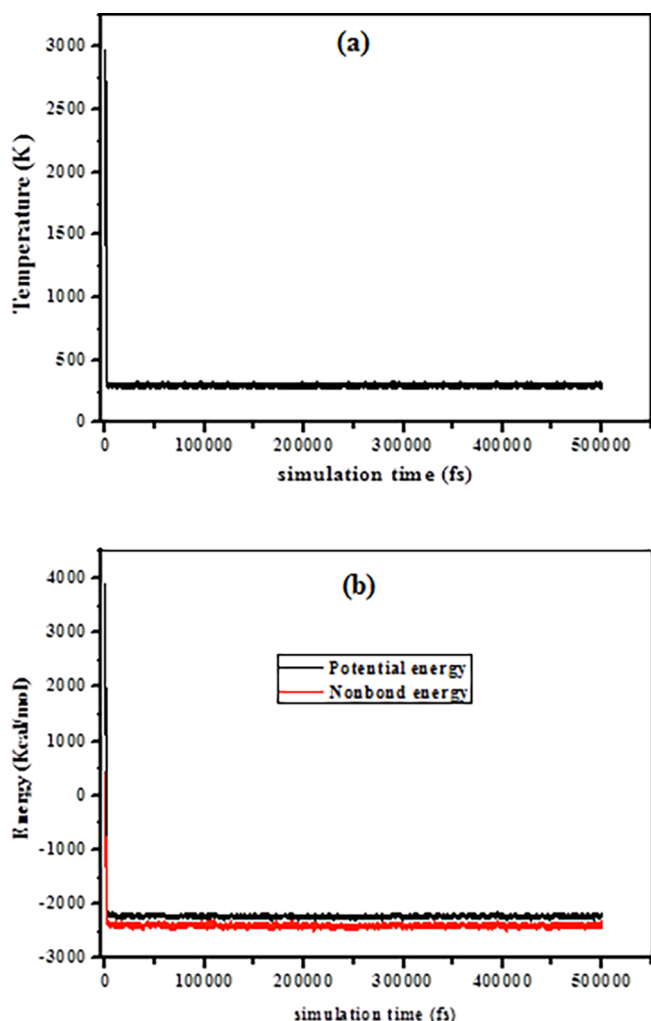 (a)
Temperature (K)
3000
2500
2000
1500
1000
500
0
0 100000 200000 300000 400000 500000
simulation time (fs)
(b)
Energy (Kcal/mol)
4000
3000
2000
1000
0
-1000
-2000
-3000
Potential energy
Nonbond energy
0 100000 200000 300000 400000 500000
simulation time (fs)